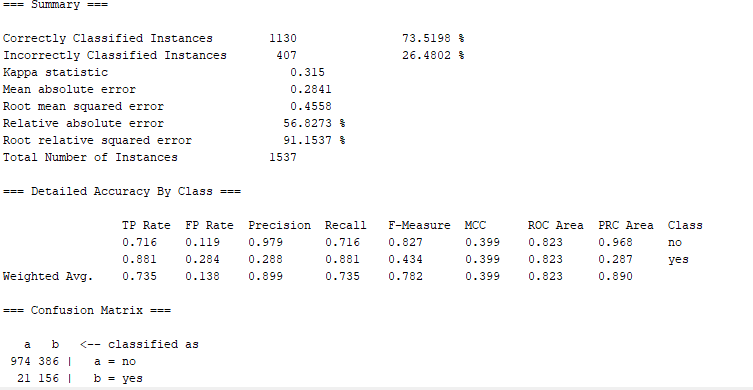 === Summary ===
Correctly Classified Instances 1130 73.5198 %
Incorrectly Classified Instances 407 26.4802 %
Kappa statistic 0.315
Mean absolute error 0.2841
Root mean squared error 0.4558
Relative absolute error 56.8273 %
Root relative squared error 91.1537 %
Total Number of Instances 1537
=== Detailed Accuracy By Class ===
TP Rate FP Rate Precision Recall F-Measure MCC ROC Area PRC Area Class
0.716 0.119 0.979 0.716 0.827 0.399 0.823 0.968 no
0.881 0.284 0.288 0.881 0.434 0.399 0.823 0.287 yes
Weighted Avg. 0.735 0.138 0.899 0.735 0.782 0.399 0.823 0.890
=== Confusion Matrix ===
a b <-- classified as
974 386 | a = no
21 156 | b = yes